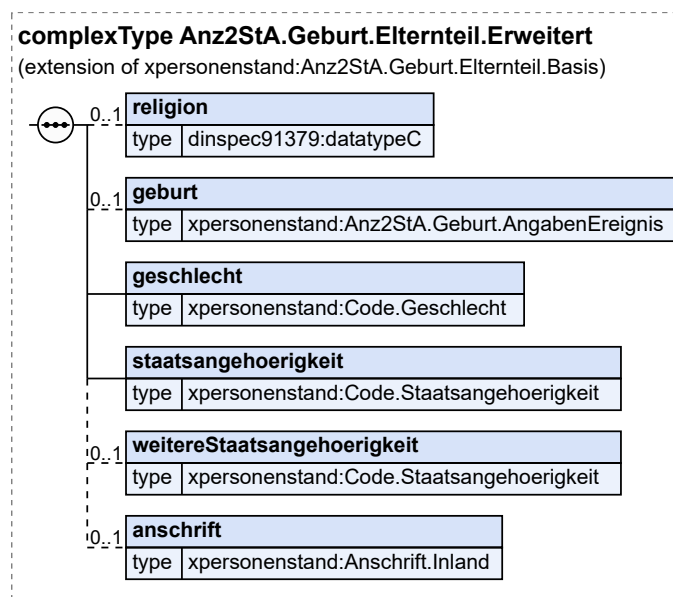 complexType Anz2StA.Geburt.Elternteil.Erweitert
(extension of xpersonenstand:Anz2StA.Geburt.Elternteil.Basis)
0..1 religion
type dinspec91379:datatypeC
0..1 geburt
type xpersonenstand:Anz2StA.Geburt.AngabenEreignis
geschlecht
type xpersonenstand:Code.Geschlecht
staatsangehoerigkeit
type xpersonenstand:Code.Staatsangehoerigkeit
0..1 weitereStaatsangehoerigkeit
type xpersonenstand:Code.Staatsangehoerigkeit
0..1 anschrift
type xpersonenstand:Anschrift.Inland